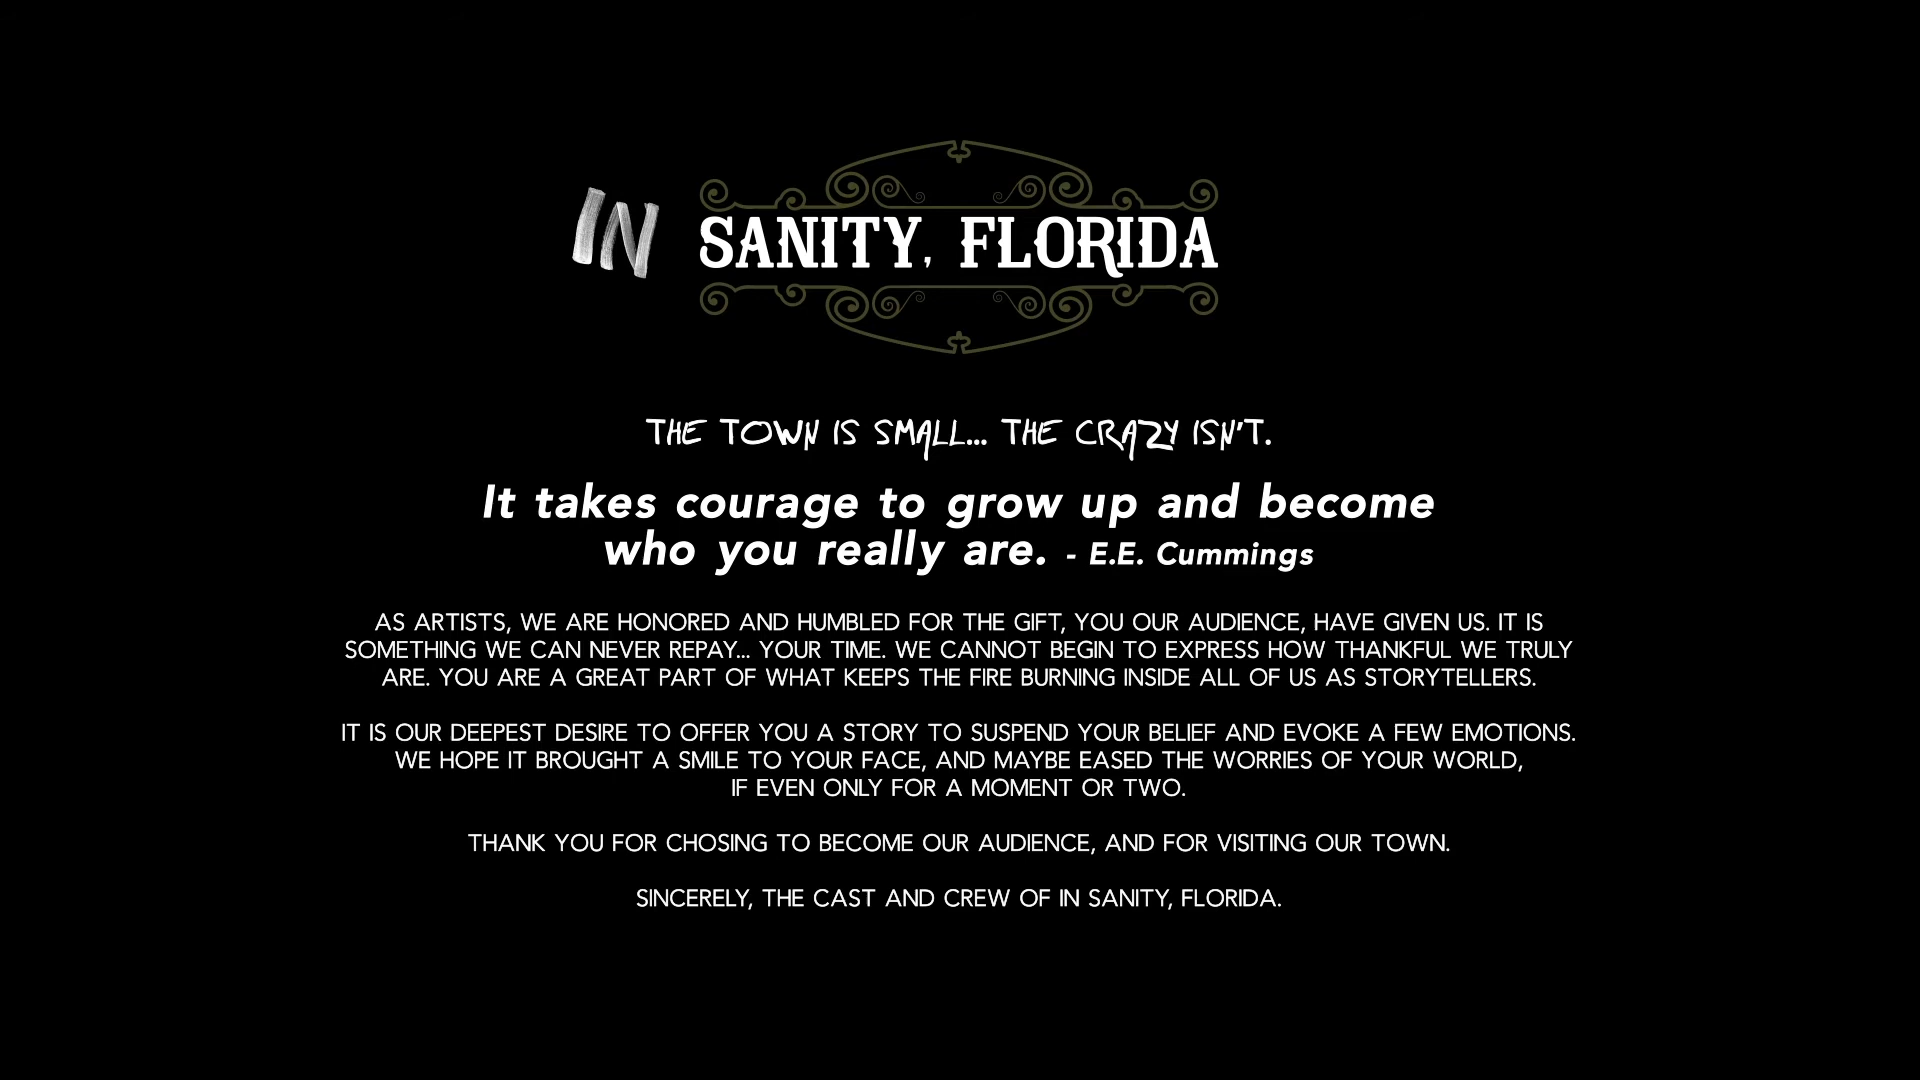 IN SANITY, FLORIDA
THE TOWN IS SMALL... THE CRAZY ISN'T.
It takes courage to grow up and become
who you really are. - E.E. Cummings
AS ARTISTS, WE ARE HONORED AND HUMBLED FOR THE GIFT, YOU OUR AUDIENCE, HAVE GIVEN US. IT IS
SOMETHING WE CAN NEVER REPAY... YOUR TIME. WE CANNOT BEGIN TO EXPRESS HOW THANKFUL WE TRULY
ARE. YOU ARE A GREAT PART OF WHAT KEEPS THE FIRE BURNING INSIDE ALL OF US AS STORYTELLERS.
IT IS OUR DEEPEST DESIRE TO OFFER YOU A STORY TO SUSPEND YOUR BELIEF AND EVOKE A FEW EMOTIONS.
WE HOPE IT BROUGHT A SMILE TO YOUR FACE, AND MAYBE EASED THE WORRIES OF YOUR WORLD,
IF EVEN ONLY FOR A MOMENT OR TWO.
THANK YOU FOR CHOSING TO BECOME OUR AUDIENCE, AND FOR VISITING OUR TOWN.
SINCERELY, THE CAST AND CREW OF IN SANITY, FLORIDA.